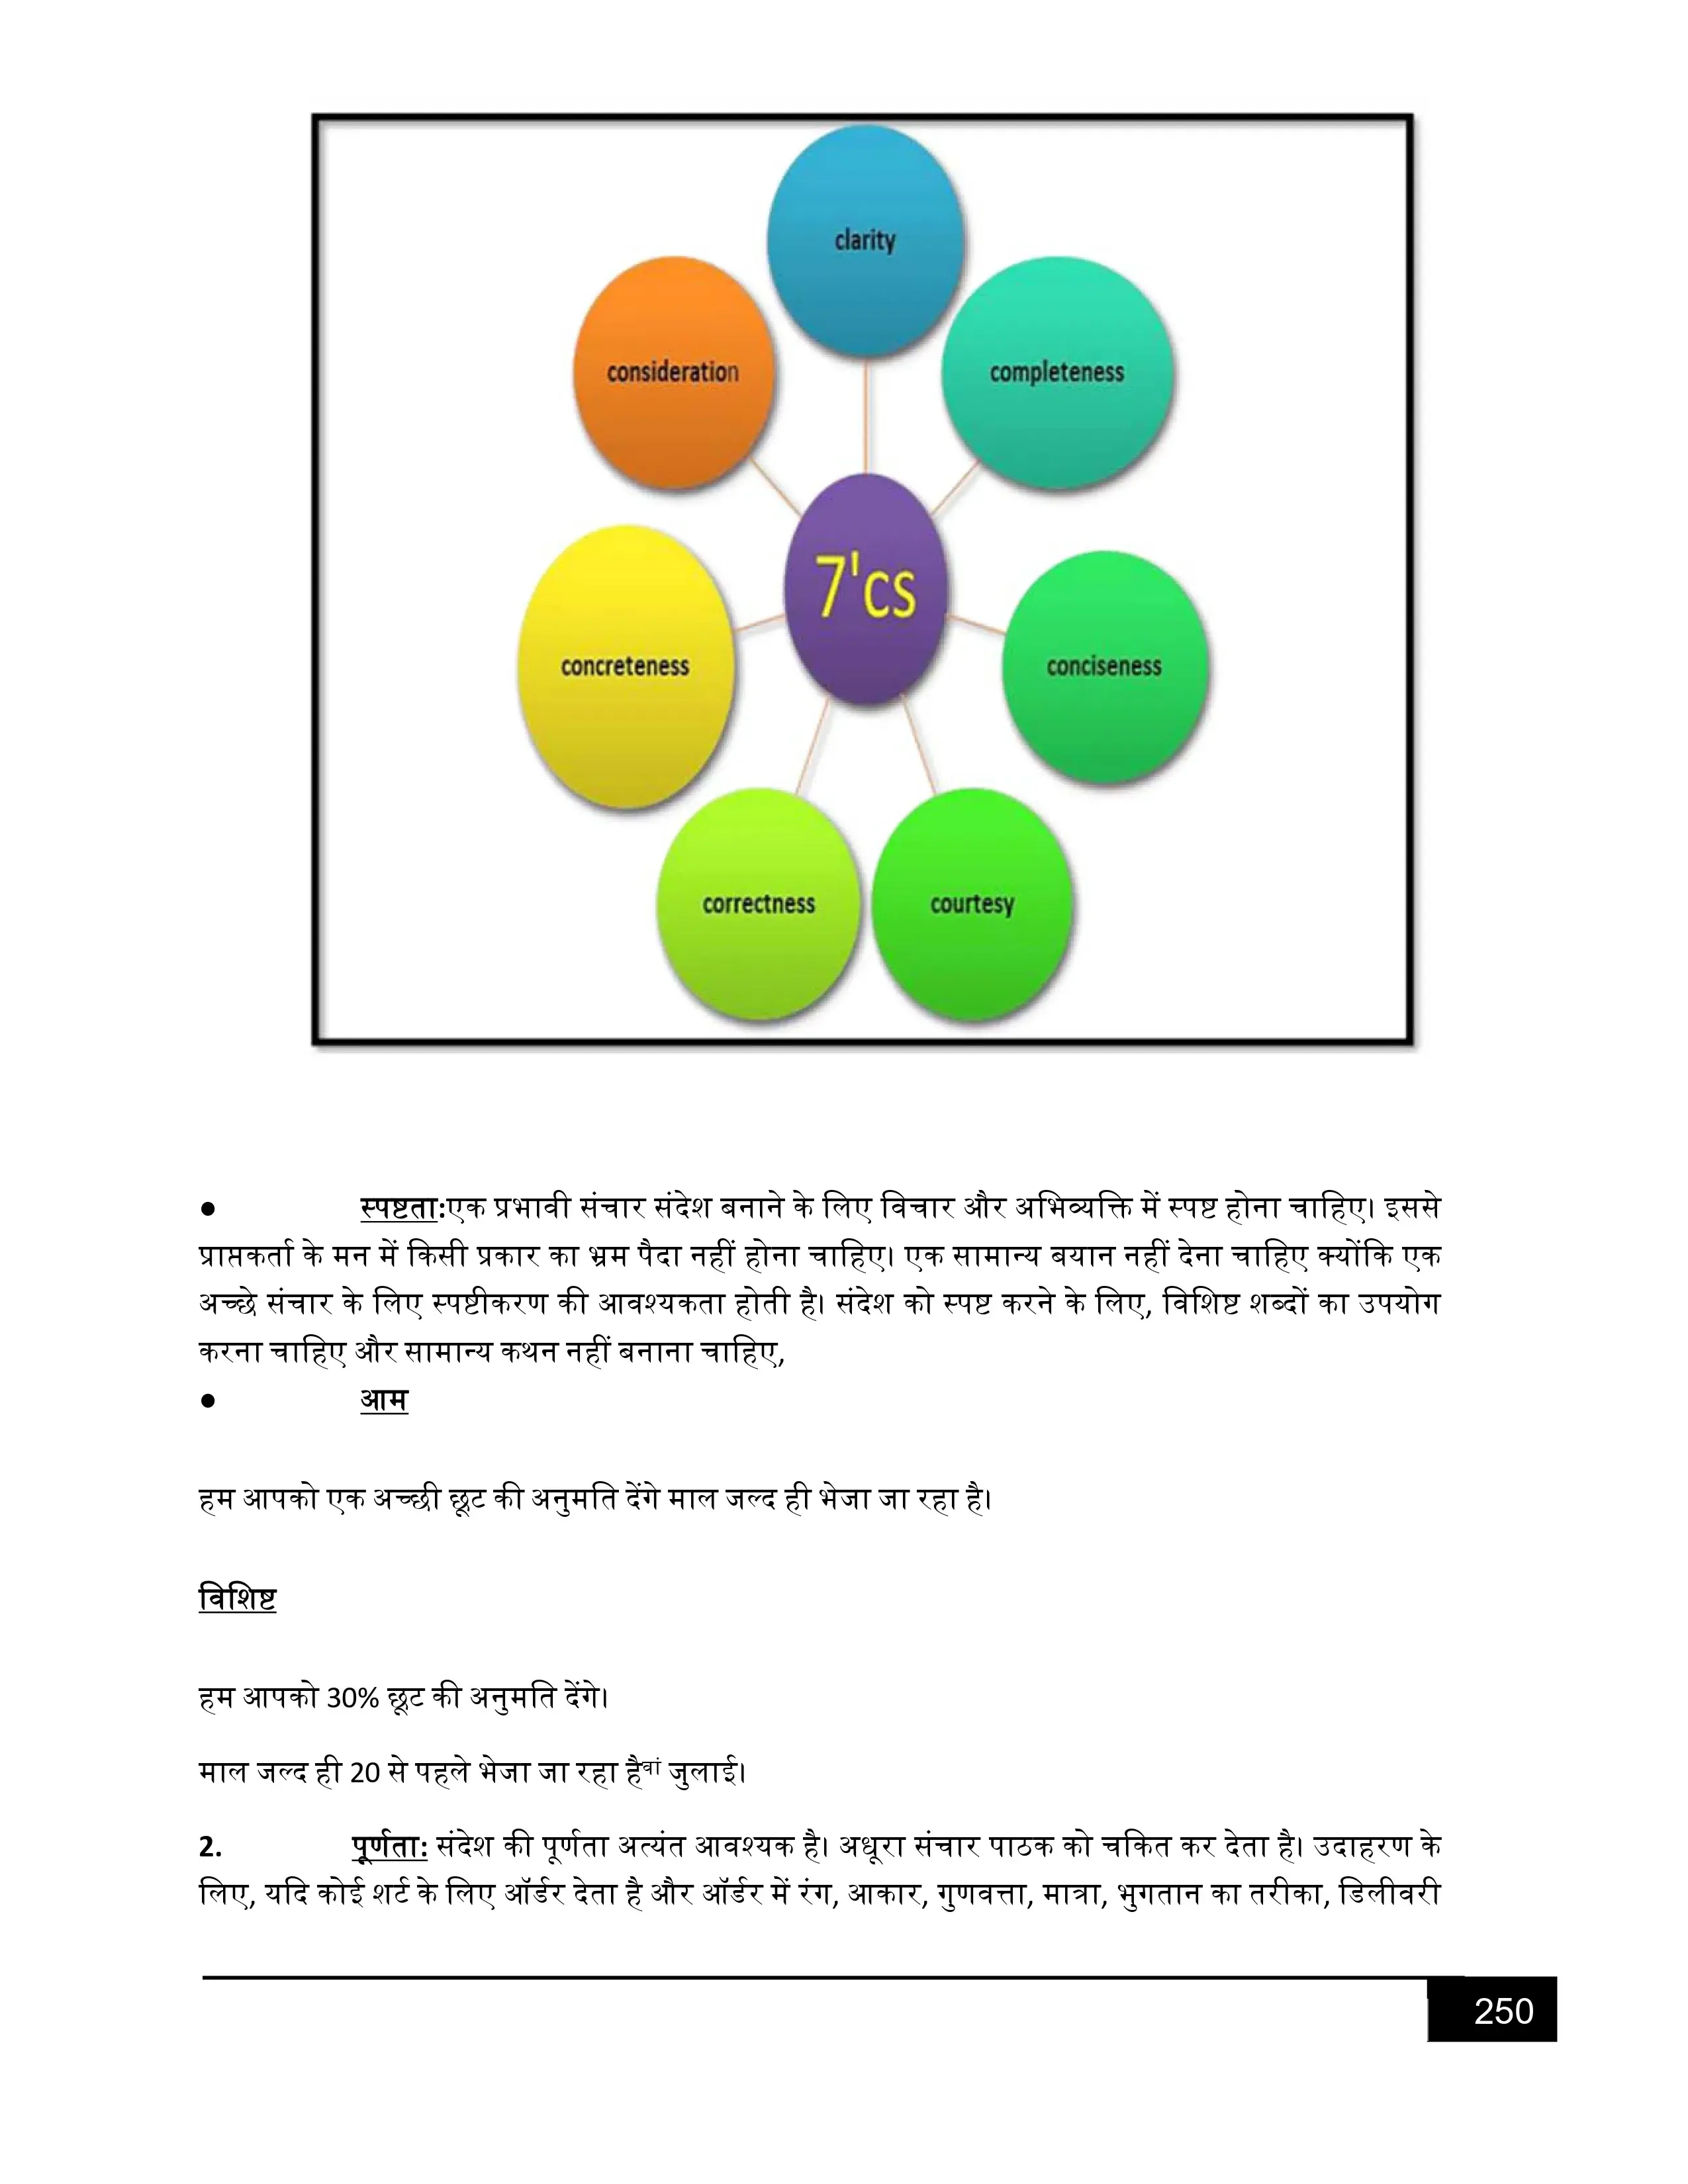 clarity
consideration
completeness
7'cs
concreteness
conciseness
correctness
courtesy
● स्पष्टता:एक प्रभावी संचार संदेश बनाने के लिए विचार और अभिव्यक्ति में स्पष्ट होना चाहिए। इससे
प्राप्तकर्ता के मन में किसी प्रकार का भ्रम पैदा नहीं होना चाहिए। एक सामान्य बयान नहीं देना चाहिए क्योंकि एक
अच्छे संचार के लिए स्पष्टीकरण की आवश्यकता होती है। संदेश को स्पष्ट करने के लिए, विशिष्ट शब्दों का उपयोग
करना चाहिए और सामान्य कथन नहीं बनाना चाहिए,
● आम
हम आपको एक अच्छी छूट की अनुमति देंगे माल जल्द ही भेजा जा रहा है।
विशिष्ट
हम आपको 30% छूट की अनुमति देंगे।
माल जल्द ही 20 से पहले भेजा जा रहा हैवां जुलाई।
2. पूर्णता: संदेश की पूर्णता अत्यंत आवश्यक है। अधूरा संचार पाठक को चकित कर देता है। उदाहरण के
लिए, यदि कोई शर्ट के लिए ऑर्डर देता है और ऑर्डर में रंग, आकार, गुणवत्ता, मात्रा, भुगतान का तरीका, डिलीवरी
250